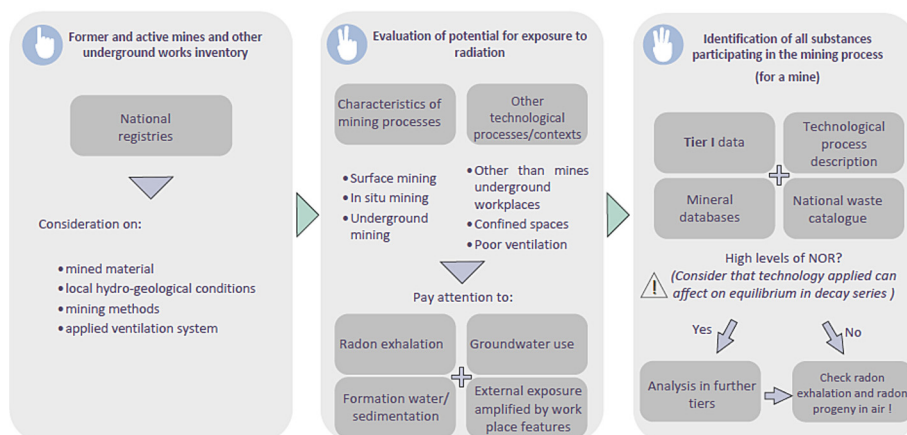 Former and active mines and other
underground works inventory
National
registries
Consideration on:
•mined material
•local hydro-geological conditions
•mining methods
•applied ventilation system
Evaluation of potential for exposure to
radiation
Characteristics of
mining processes
Other
technological
processes/contexts
•Surface mining
•In situ mining
•Underground
mining
•Other than mines
underground
workplaces
•Confined spaces
•Poor ventilation
Pay attention to:
Radon exhalation
Groundwater use
Formation water/
sedimentation
External exposure
amplified by work
place features
Identification of all substances
participating in the mining process
(for a mine)
Tier I data
Technological
process
description
Mineral
databases
National waste
catalogue
High levels of NOR?
(Consider that technology applied can
affect on equilibrium in decay series )
Yes
No
Analysis in further
tiers
Check radon
exhalation and radon
progeny in air !